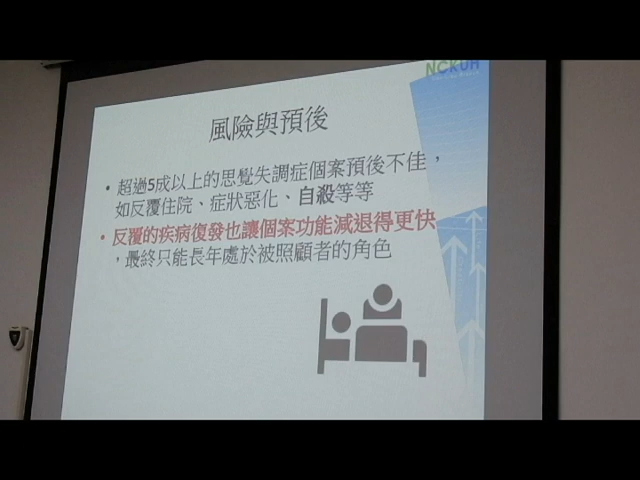 NCKUH
風險與預後
• 超過5成以上的思覺失調症個案預後不佳，
如反覆住院、症狀惡化、自殺等等
• 反覆的疾病復發也讓個案功能減退得更快
，最終只能長年處於被照顧者的角色